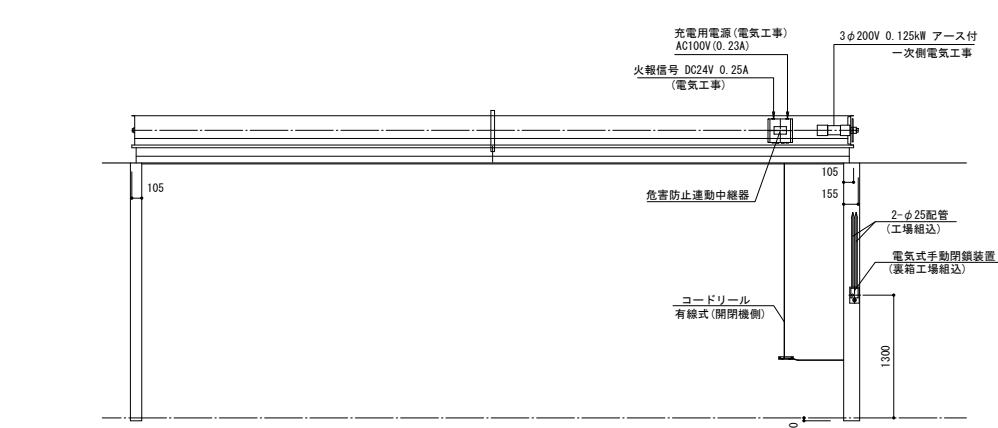 充電用電源(電気工事)
AC100V(0.23A)
3φ200V 0.125kW アース付
一次側電気工事
火報信号 DC24V 0.25A
(電気工事)
105
105
155
危害防止連動中継器
2-φ25配管
(工場組込)
電気式手動閉鎖装置
(裏箱工場組込)
コードリール
有線式(開閉機側)
1300
0